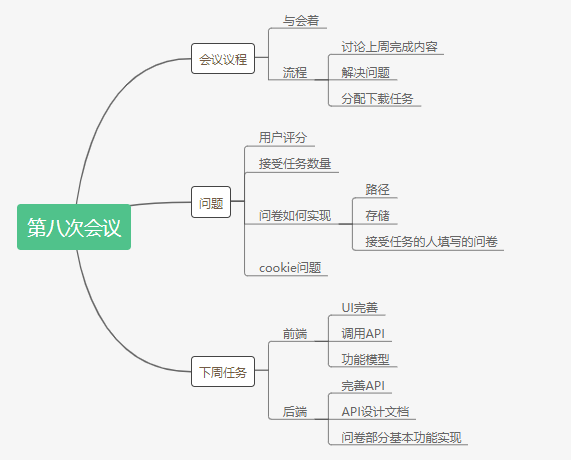 第八次会议
会议议程
与会着
流程
讨论上周完成内容
解决问题
分配下载任务
问题
用户评分
接受任务数量
问卷如何实现
路径
存储
接受任务的人填写的问卷
cookie问题
下周任务
前端
UI完善
调用API
功能模型
后端
完善API
API设计文档
问卷部分基本功能实现